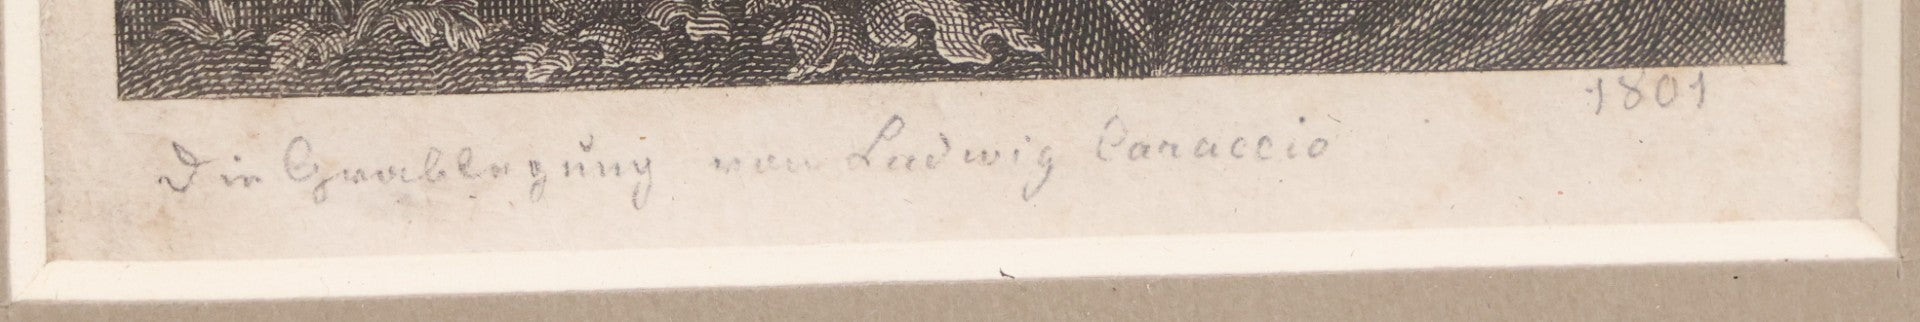 1801
Die Grablegung von Ludwig Caraccio